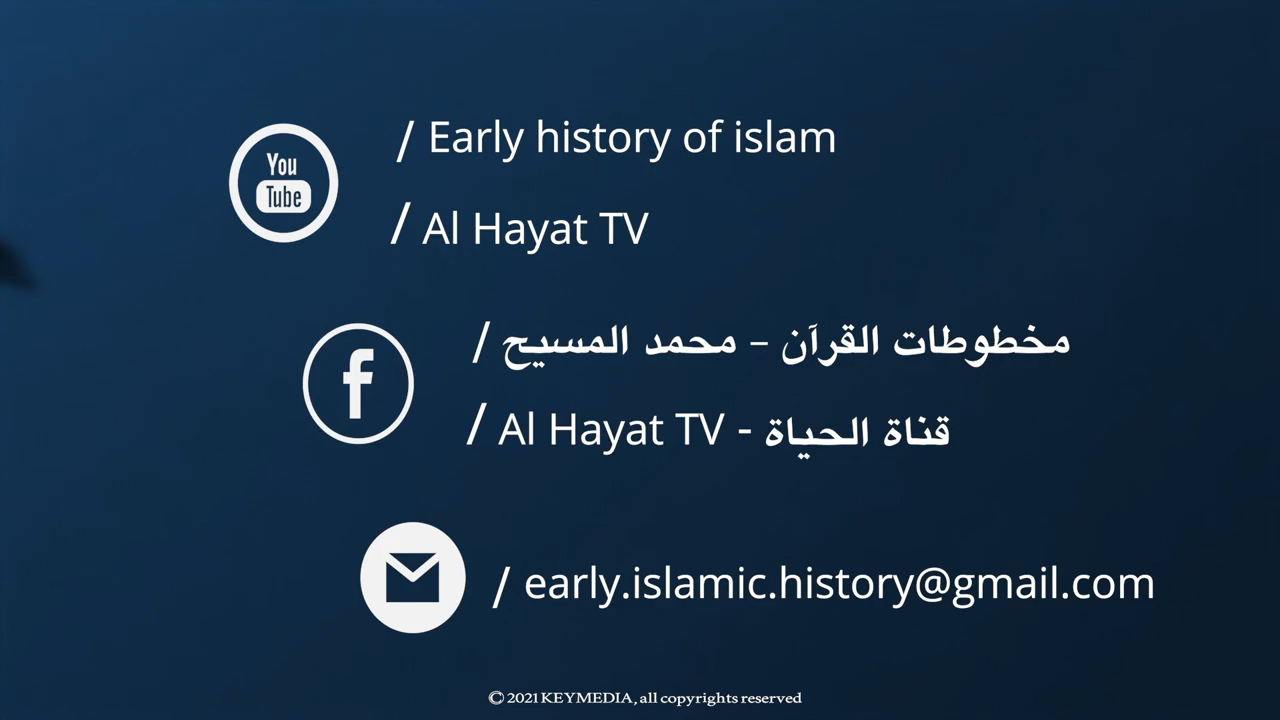 You
Tube
/ Early history of islam
/ Al Hayat TV
f
/ مخطوطات القرآن – محمد المسيح
/ Al Hayat TV - قناة الحياة
/ early.islamic.history@gmail.com
© 2021 KEYMEDIA, all copyrights reserved